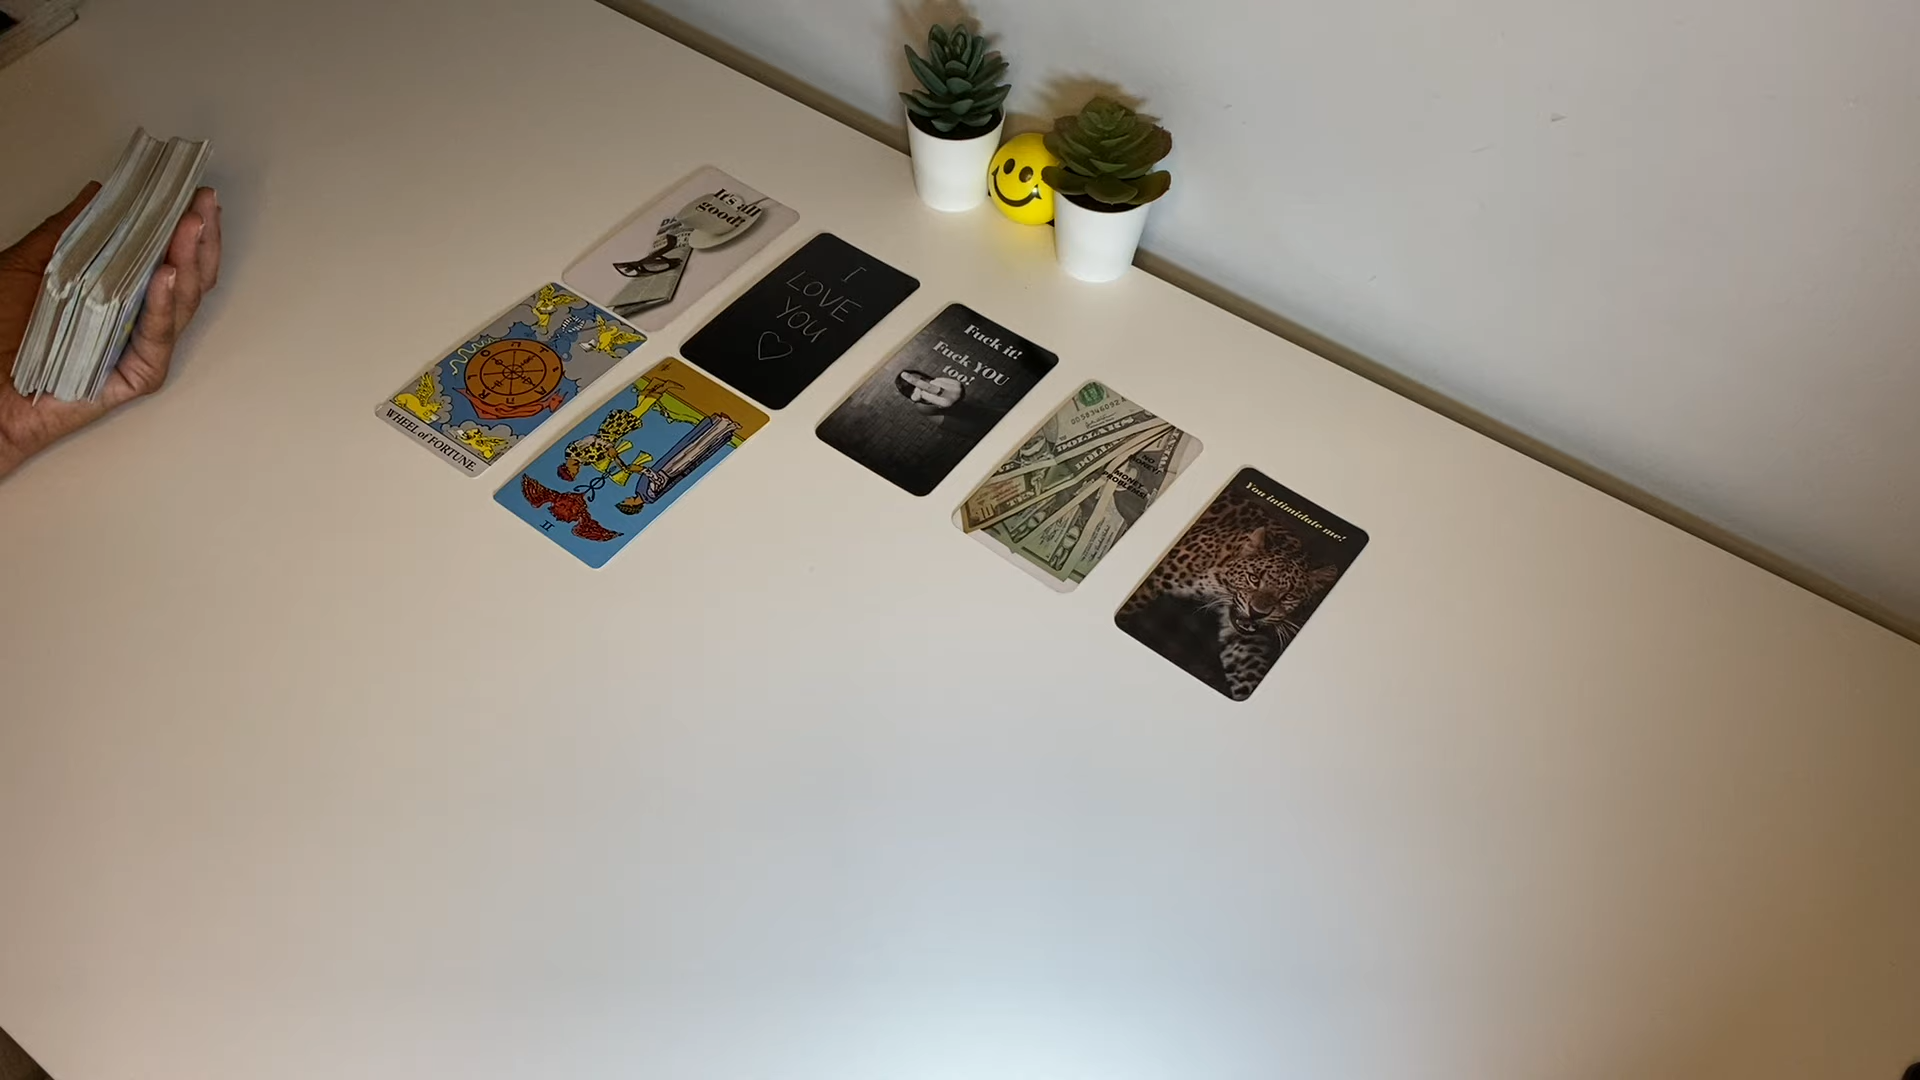 It's all
good!
I
LOVE
YOU
Fuck it!
Fuck YOU
too!
MONEY
PROBLEMS!
You intimidate me!
WHEEL of FORTUNE.
II